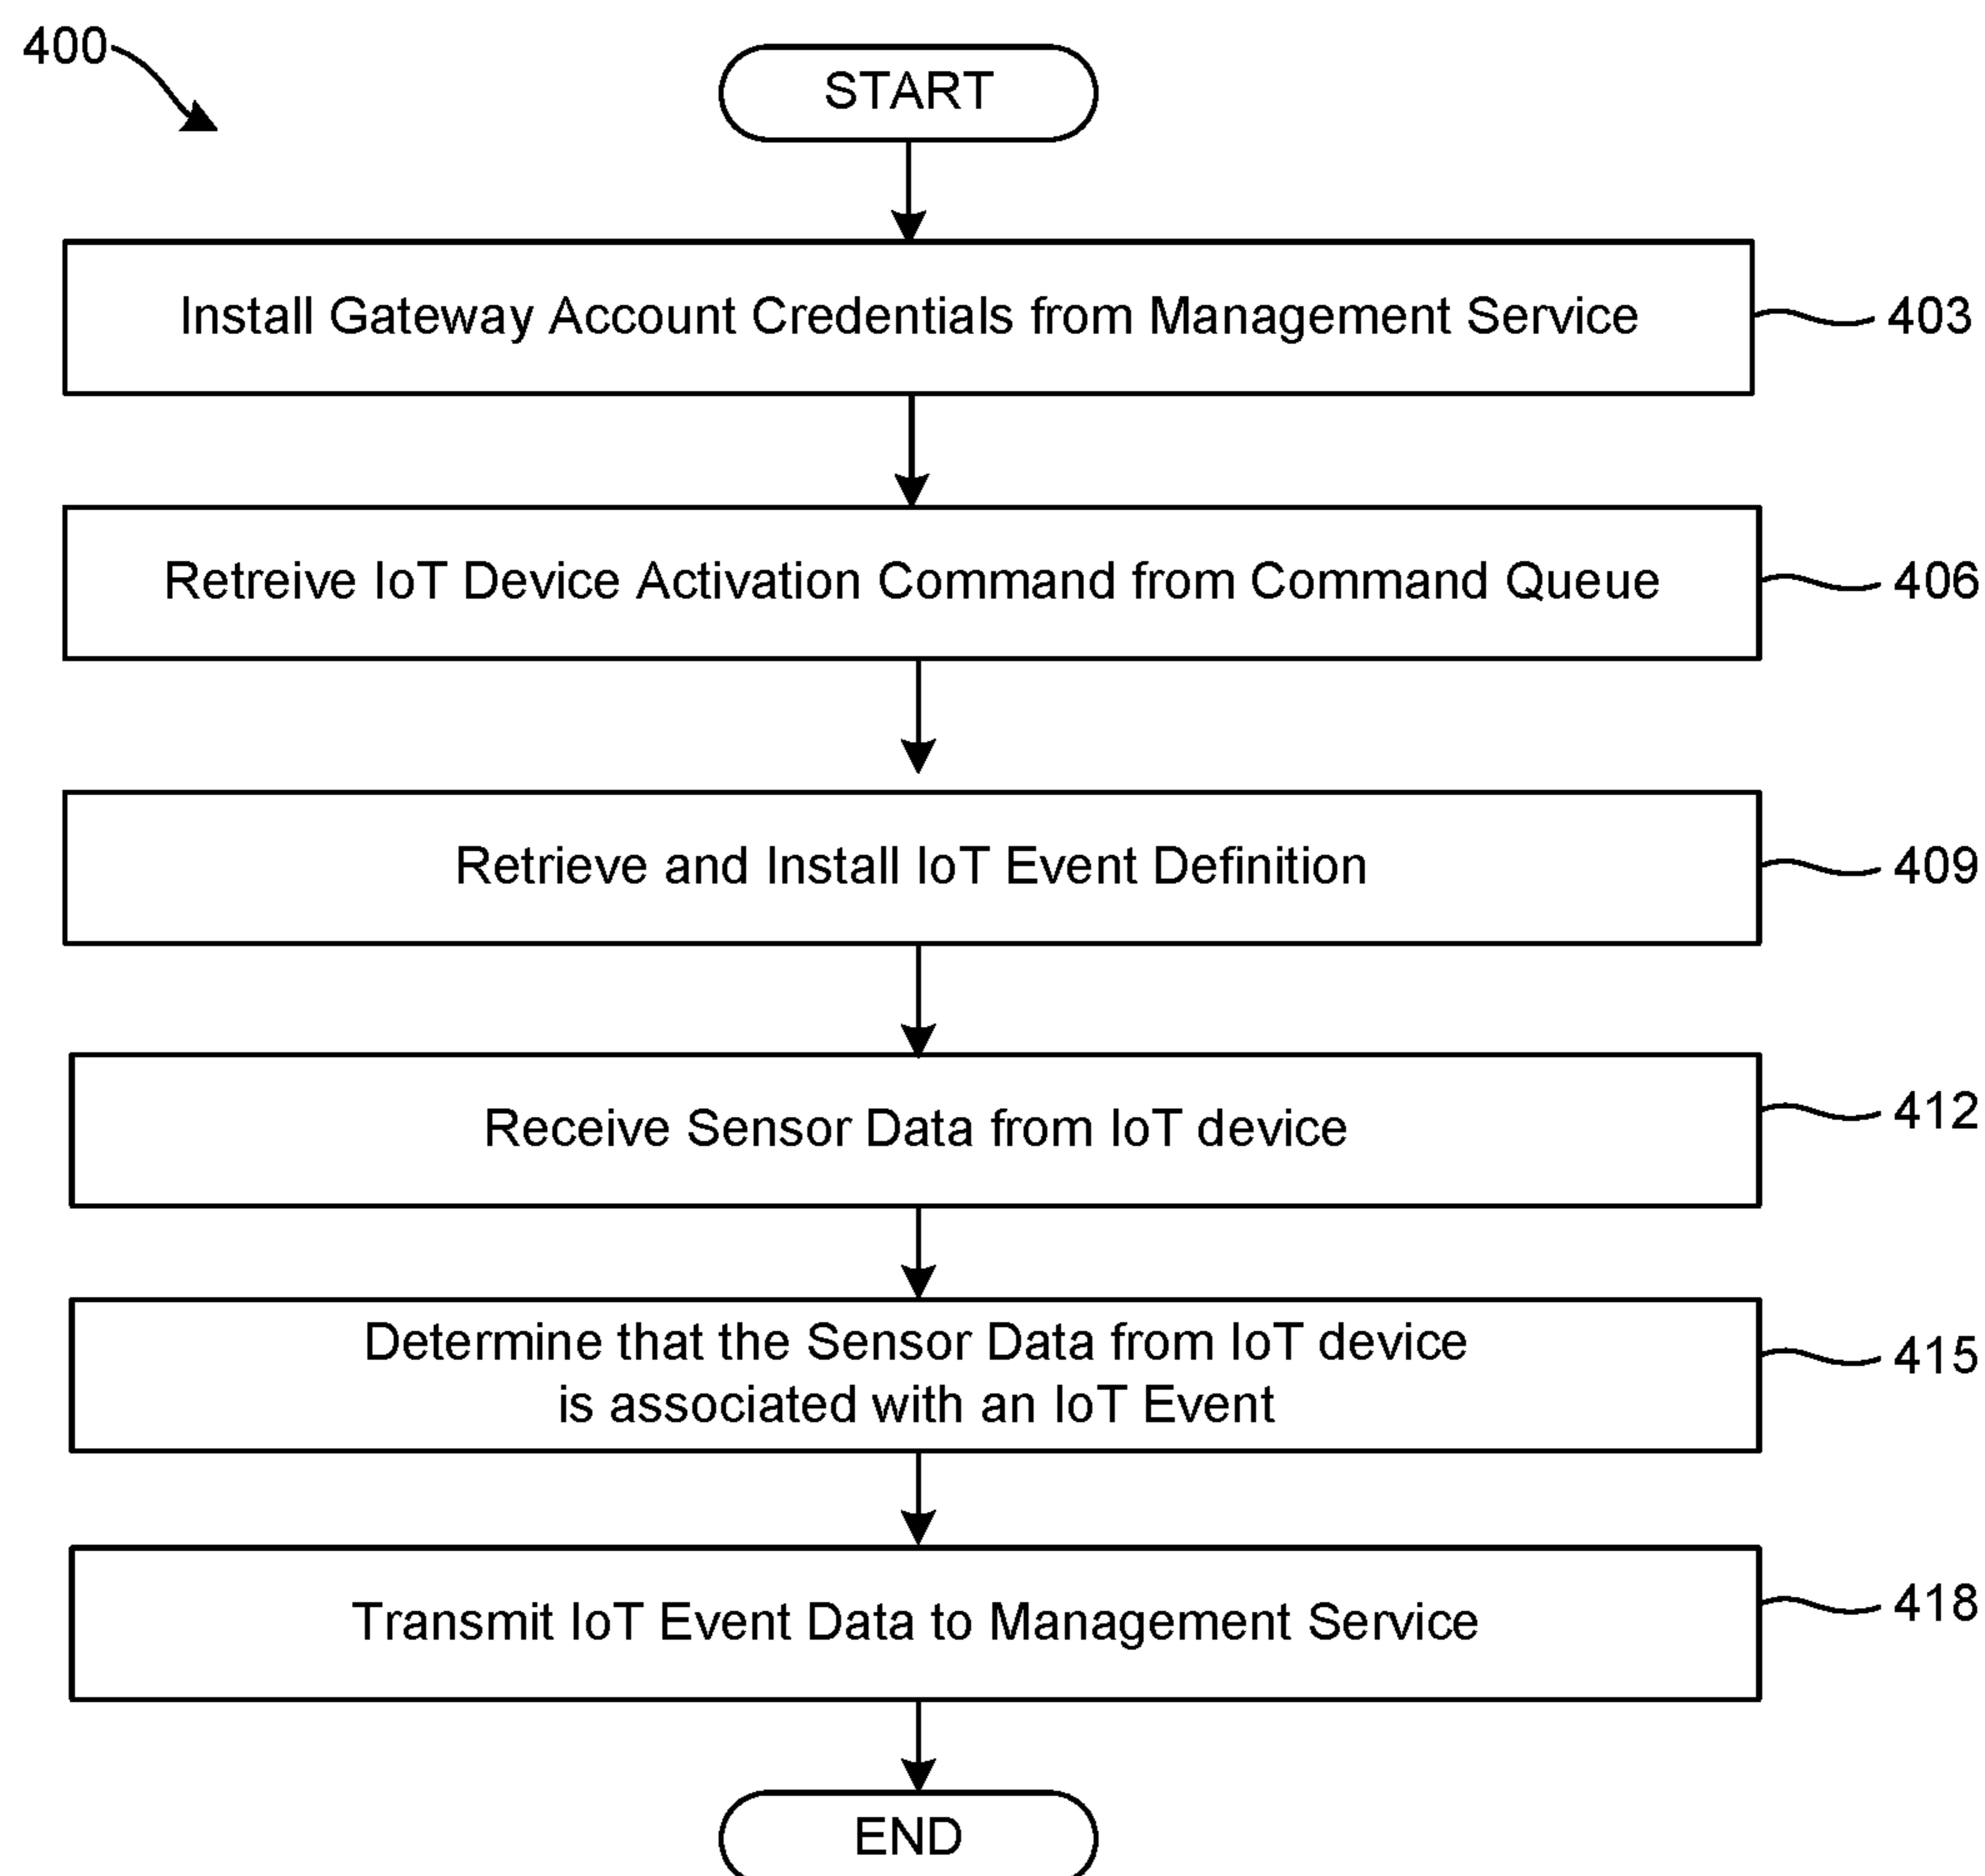 400
START
Install Gateway Account Credentials from Management Service
403
Retreive IoT Device Activation Command from Command Queue
406
Retrieve and Install IoT Event Definition
409
Receive Sensor Data from IoT device
412
Determine that the Sensor Data from IoT device
is associated with an IoT Event
415
Transmit IoT Event Data to Management Service
418
END